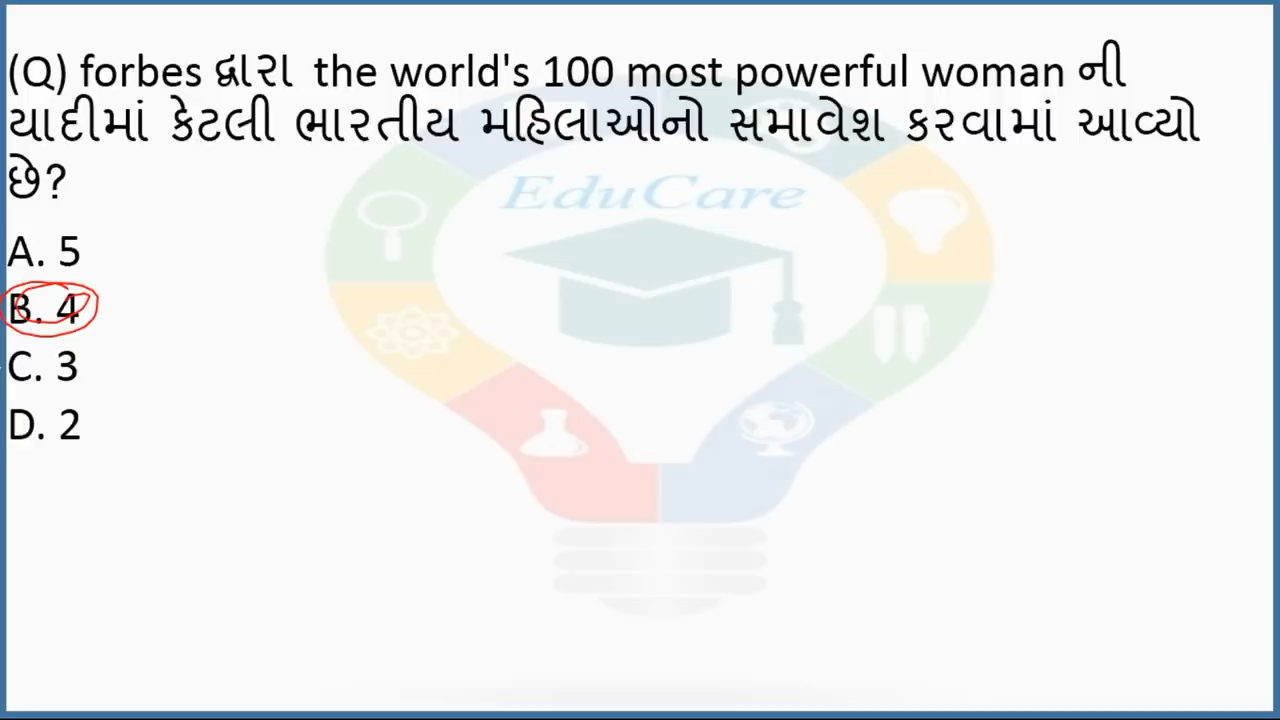 (Q) forbes દ્વારા the world's 100 most powerful woman ની
યાદીમાં કેટલી ભારતીય મહિલાઓનો સમાવેશ કરવામાં આવ્યો
છે?
EduCare
A. 5
B. 4
C. 3
D. 2